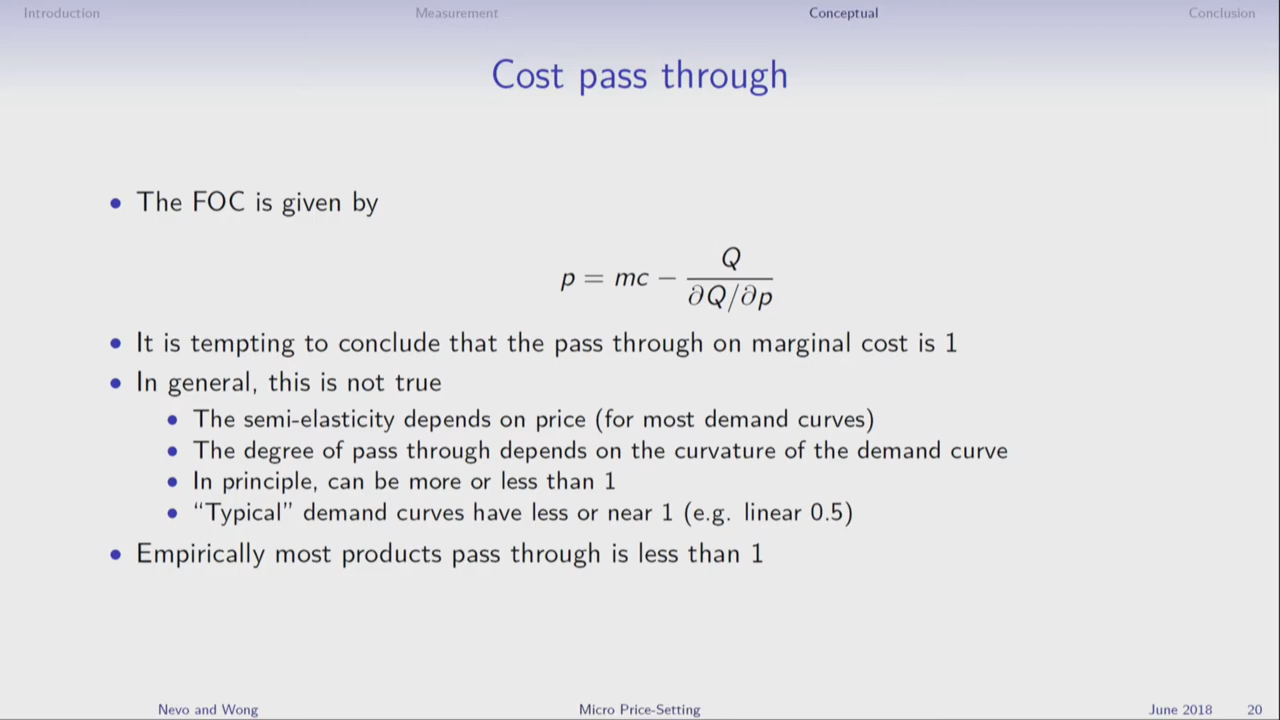 Introduction Measurement Conceptual Conclusion
Cost pass through
• The FOC is given by
p = mc − Q / ∂Q/∂p
• It is tempting to conclude that the pass through on marginal cost is 1
• In general, this is not true
• The semi-elasticity depends on price (for most demand curves)
• The degree of pass through depends on the curvature of the demand curve
• In principle, can be more or less than 1
• “Typical” demand curves have less or near 1 (e.g. linear 0.5)
• Empirically most products pass through is less than 1
Nevo and Wong Micro Price-Setting June 2018 20